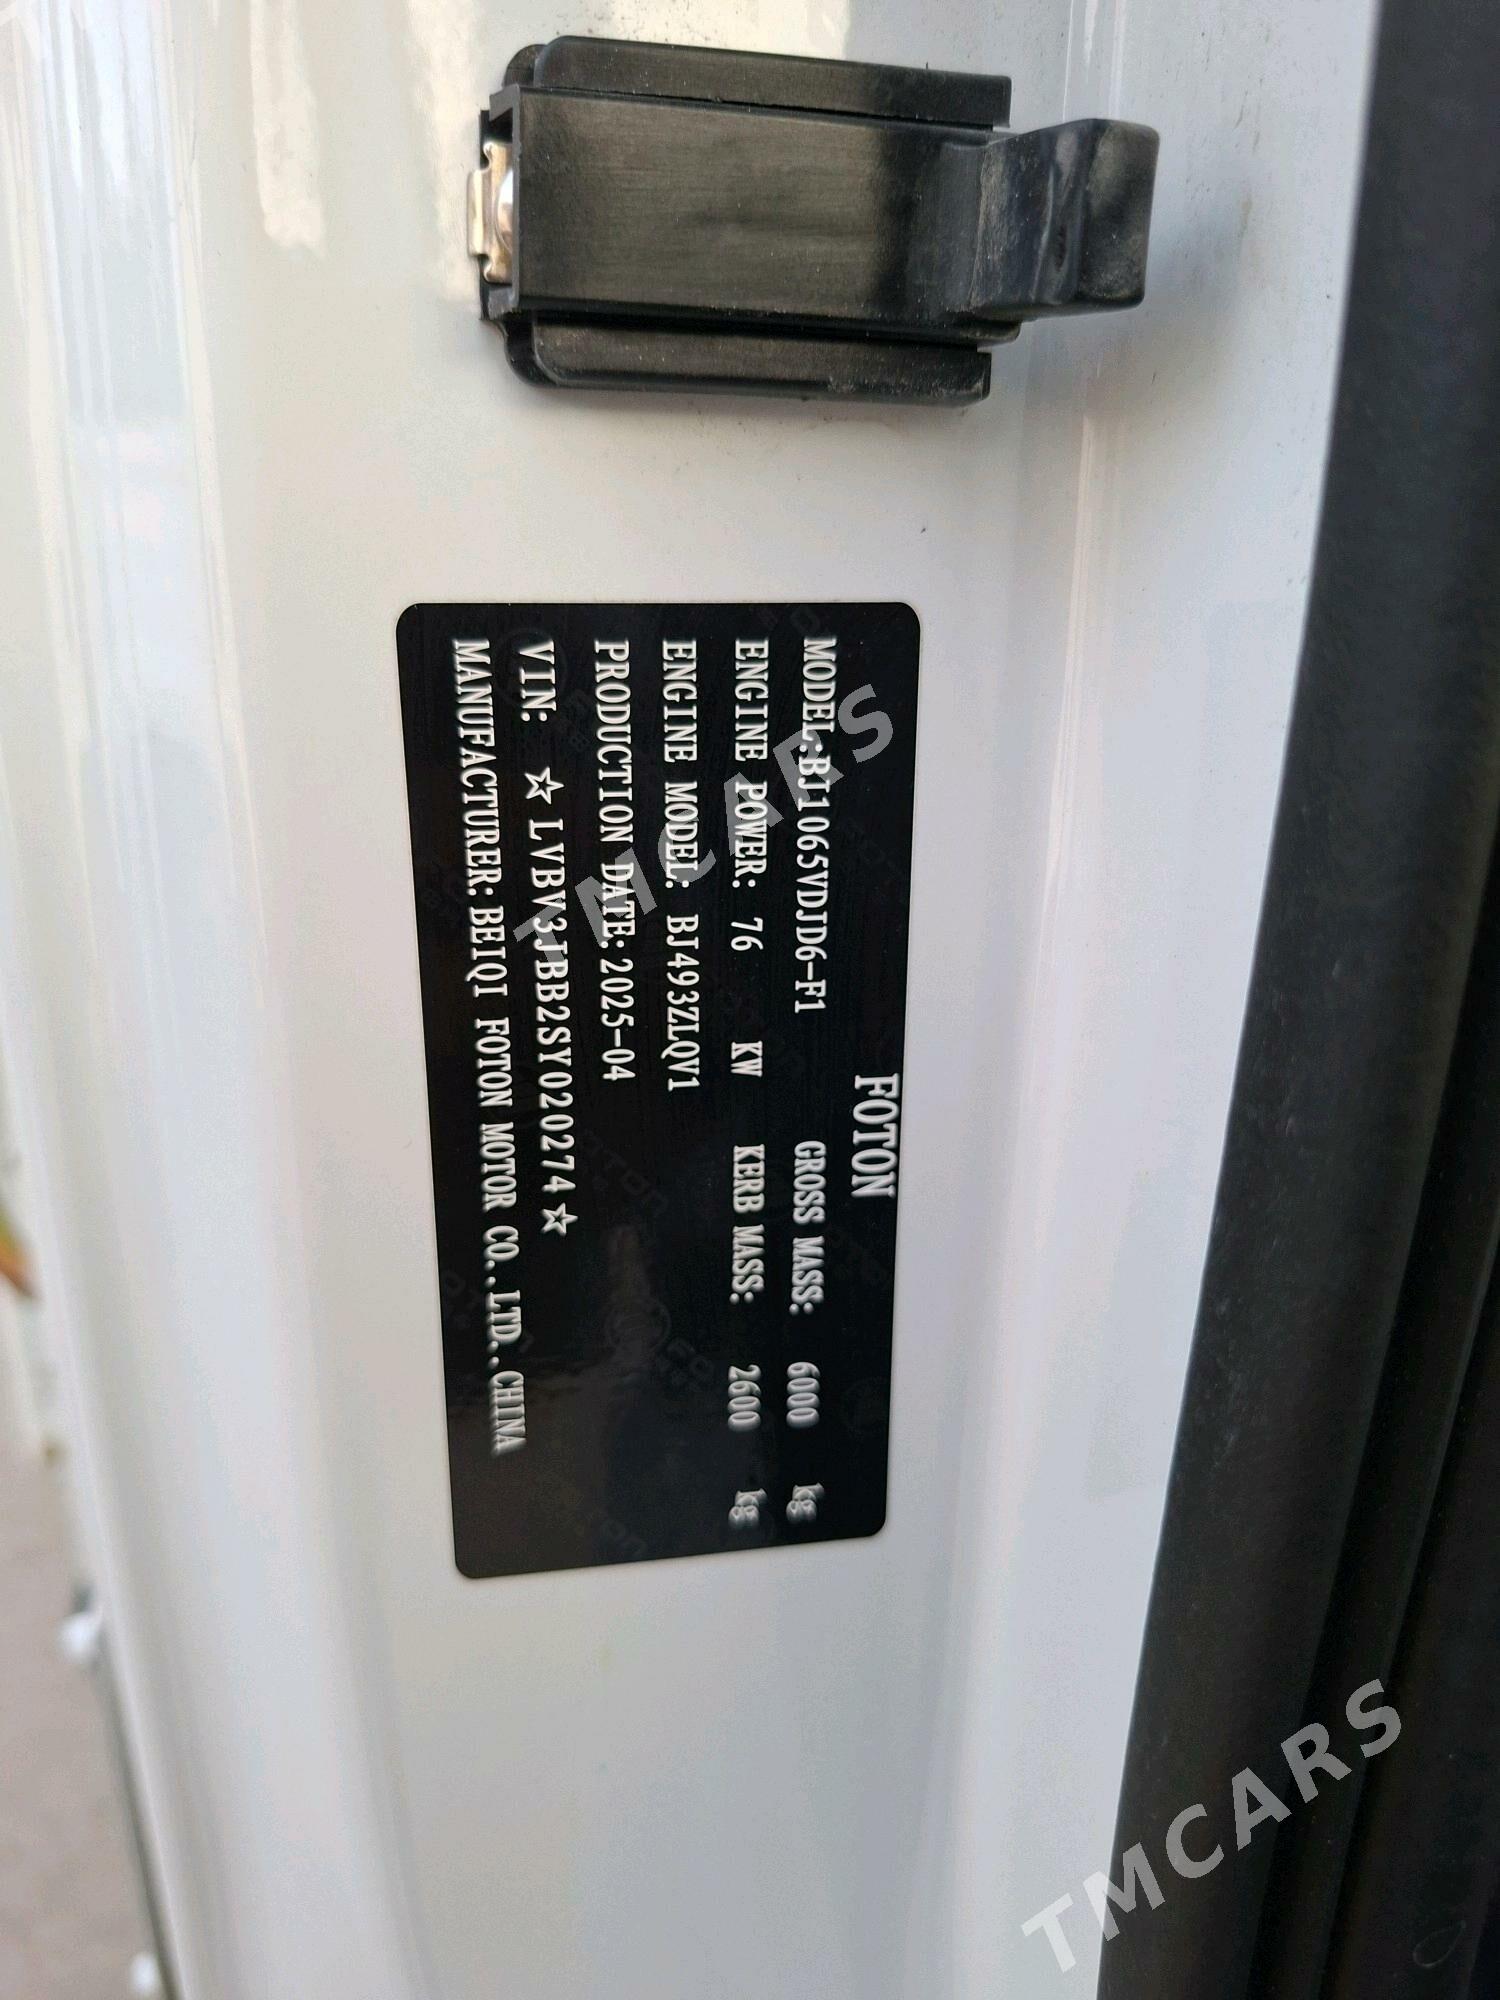 FOTON
MODEL:BJ1065VDJD6-F1 GROSS MASS: 6000 kg
ENGINE POWER: 76 KW KERB MASS: 2600 kg
ENGINE MODEL: BJ493ZLQV1
PRODUCTION DATE:2025-04
VIN: ☆LVBV3JBB2SY020274☆
MANUFACTURER:BEIQI FOTON MOTOR CO.,LTD.,CHINA
TMCARS
TMCARS